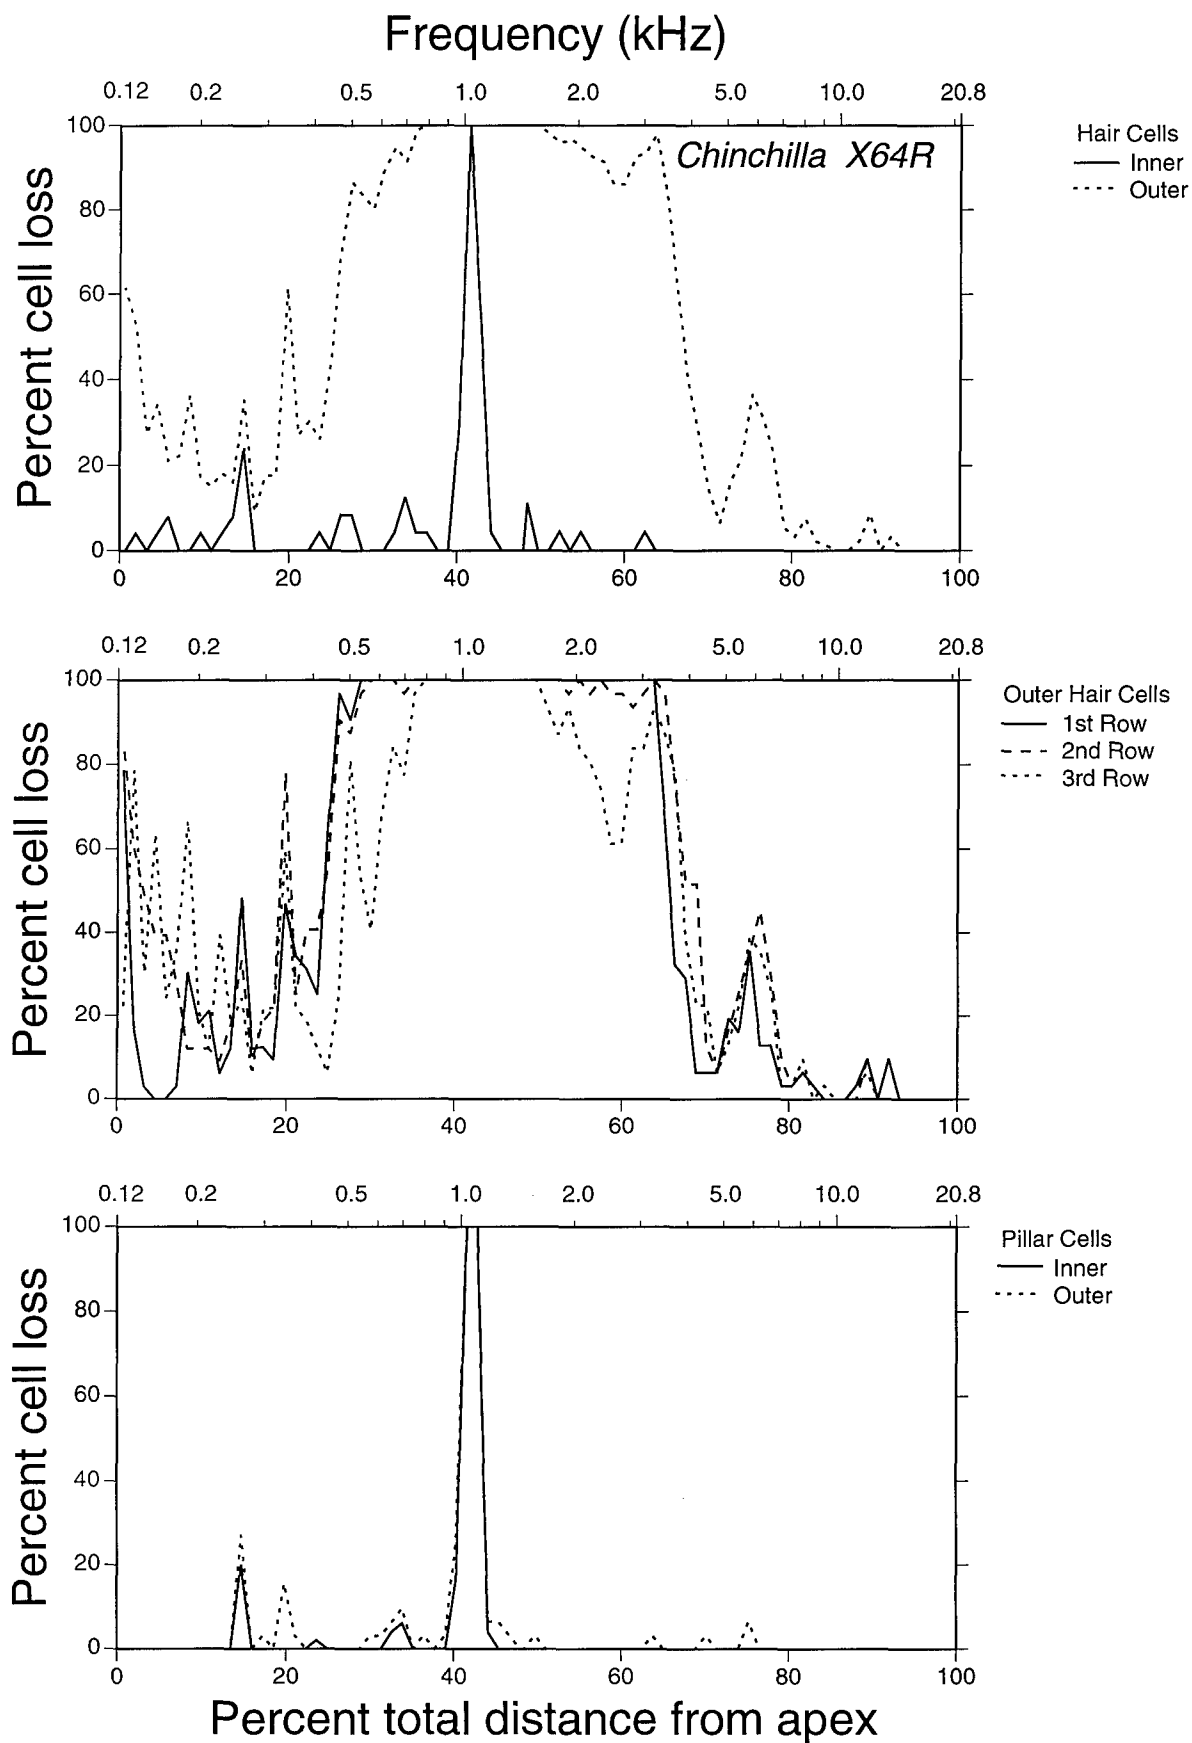 Frequency (kHz)
0.12 0.2 0.5 1.0 2.0 5.0 10.0 20.8
Chinchilla X64R
Hair Cells
Inner
Outer
Percent cell loss
100
80
60
40
20
0
0 20 40 60 80 100
0.12 0.2 0.5 1.0 2.0 5.0 10.0 20.8
Outer Hair Cells
1st Row
2nd Row
3rd Row
Percent cell loss
100
80
60
40
20
0
0 20 40 60 80 100
0.12 0.2 0.5 1.0 2.0 5.0 10.0 20.8
Pillar Cells
Inner
Outer
Percent cell loss
100
80
60
40
20
0
0 20 40 60 80 100
Percent total distance from apex